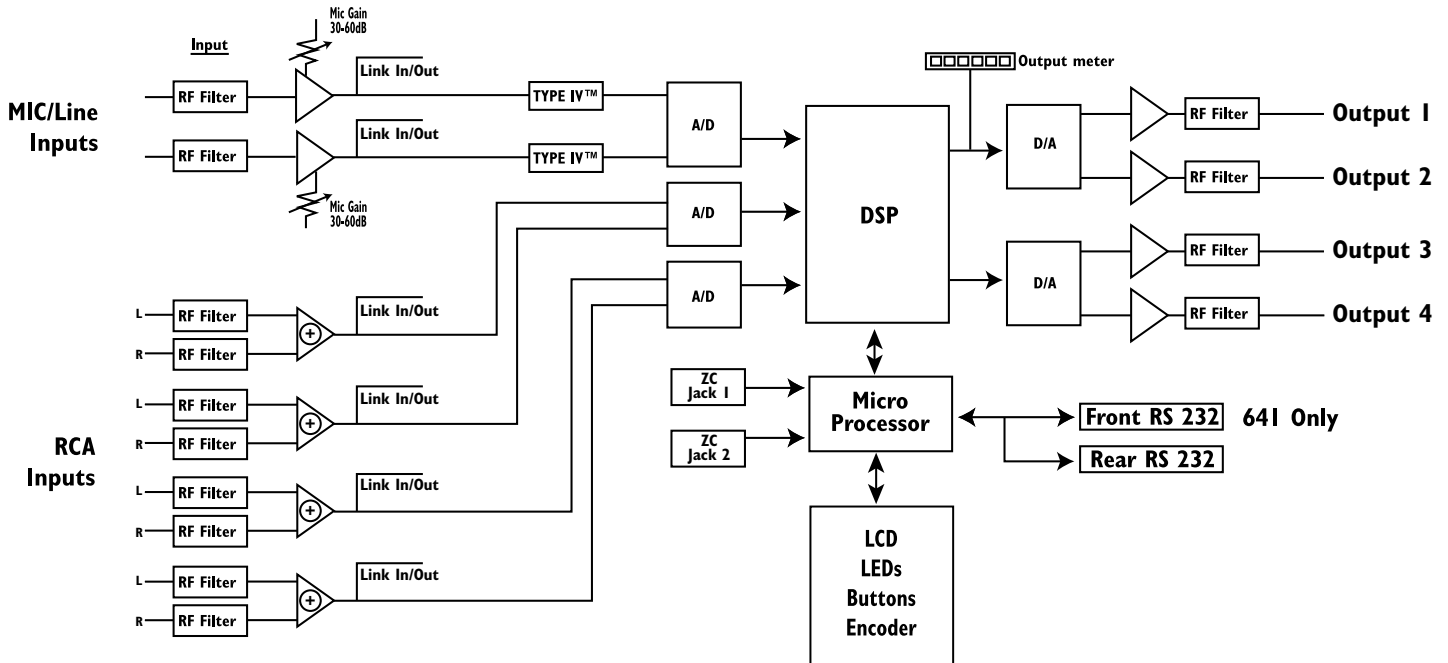 Mic Gain
30-60dB
Input
Link In/Out
Output meter
MIC/Line
Inputs
RF Filter
TYPE IV™
A/D
RF Filter
Output 1
Link In/Out
D/A
RF Filter
TYPE IV™
RF Filter
Output 2
Mic Gain
30-60dB
A/D
DSP
RF Filter
Output 3
A/D
D/A
L
RF Filter
Link In/Out
RF Filter
Output 4
R
RF Filter
ZC
Jack 1
Micro
Processor
L
RF Filter
Link In/Out
Front RS 232
641 Only
R
RF Filter
ZC
Jack 2
Rear RS 232
RCA
Inputs
L
RF Filter
Link In/Out
R
RF Filter
LCD
LEDs
Buttons
Encoder
L
RF Filter
Link In/Out
R
RF Filter